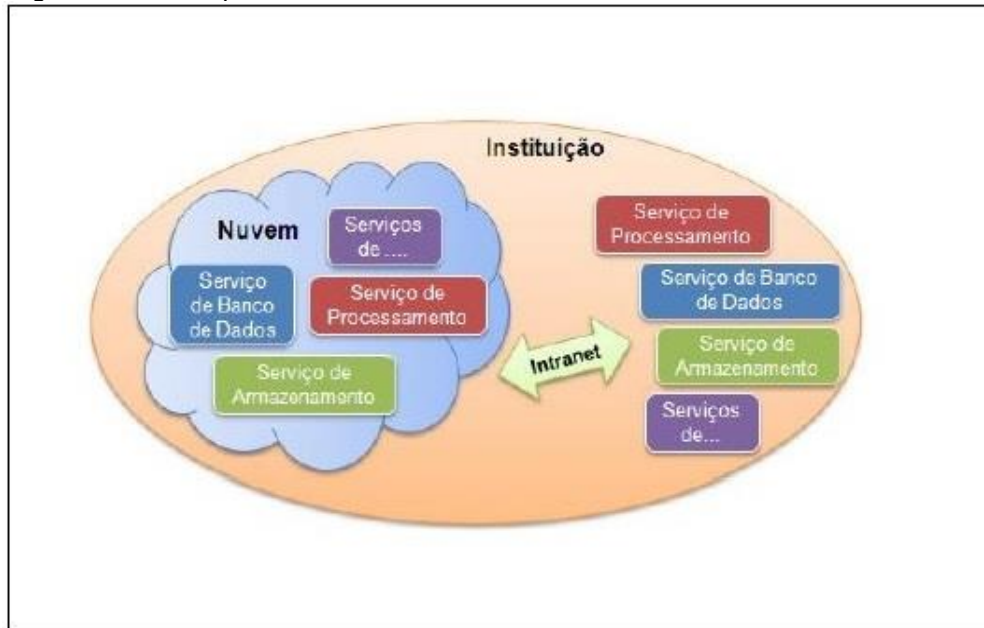 Instituição
Nuvem
Serviços
de ....
Serviço
de Banco
de Dados
Serviço de
Processamento
Serviço de
Armazenamento
Intranet
Serviço de
Processamento
Serviço de Banco
de Dados
Serviço de
Armazenamento
Serviços
de...